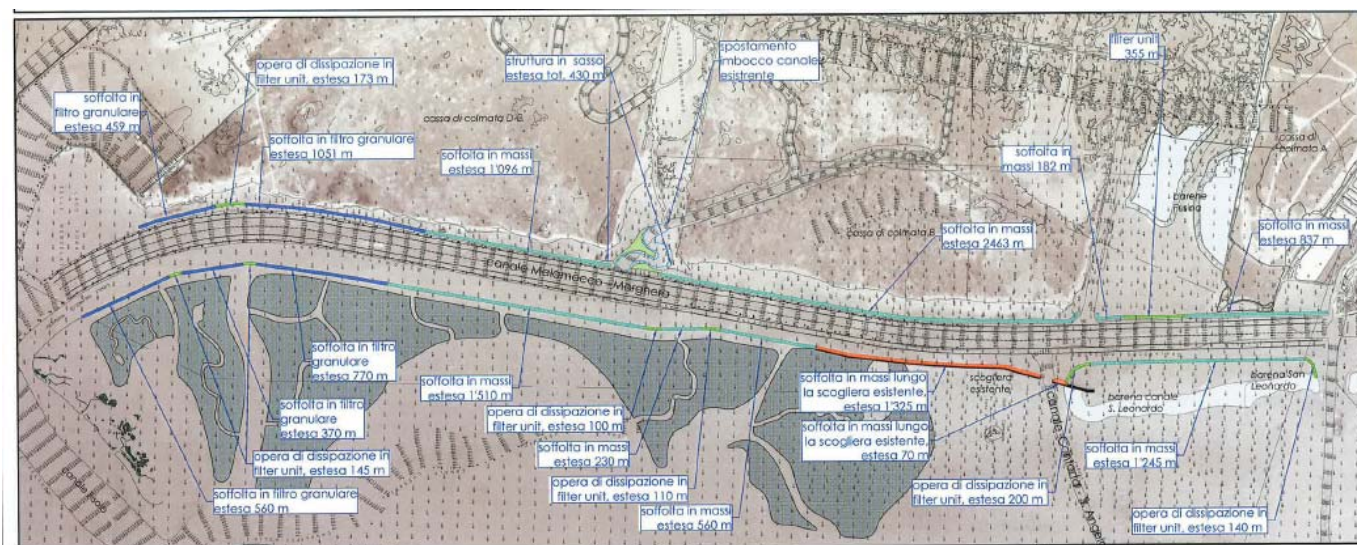 opera di dissipazione in
filter unit, estesa 173 m
struttura in sasso
estesa tot. 430 m
spostamento
imbocco canale
esistrente
filter unit
355 m
soffolta in
filtro granulare
estesa 459 m
cassa di colmata D-E
soffolta in filtro granulare
estesa 1051 m
soffolta in massi
estesa 1'096 m
soffolta in
massi 182 m
cassa di
colmata A
barene
Fusina
cassa di colmata B
soffolta in massi
estesa 2463 m
soffolta in massi
estesa 837 m
Canale Malamocco - Marghera
soffolta in filtro
granulare
estesa 770 m
soffolta in massi
estesa 1'510 m
soffolta in massi lungo
la scogliera esistente,
estesa 1'325 m
scogliera
esistente
barena San
Leonardo
barena canale
S. Leonardo
soffolta in filtro
granulare
estesa 370 m
opera di dissipazione in
filter unit, estesa 100 m
soffolta in massi lungo
la scogliera esistente,
estesa 70 m
opera di dissipazione in
filter unit, estesa 145 m
soffolta in massi
estesa 230 m
soffolta in massi
estesa 1'245 m
soffolta in filtro granulare
estesa 560 m
opera di dissipazione in
filter unit, estesa 110 m
opera di dissipazione in
filter unit, estesa 200 m
soffolta in massi
estesa 560 m
opera di dissipazione in
filter unit, estesa 140 m